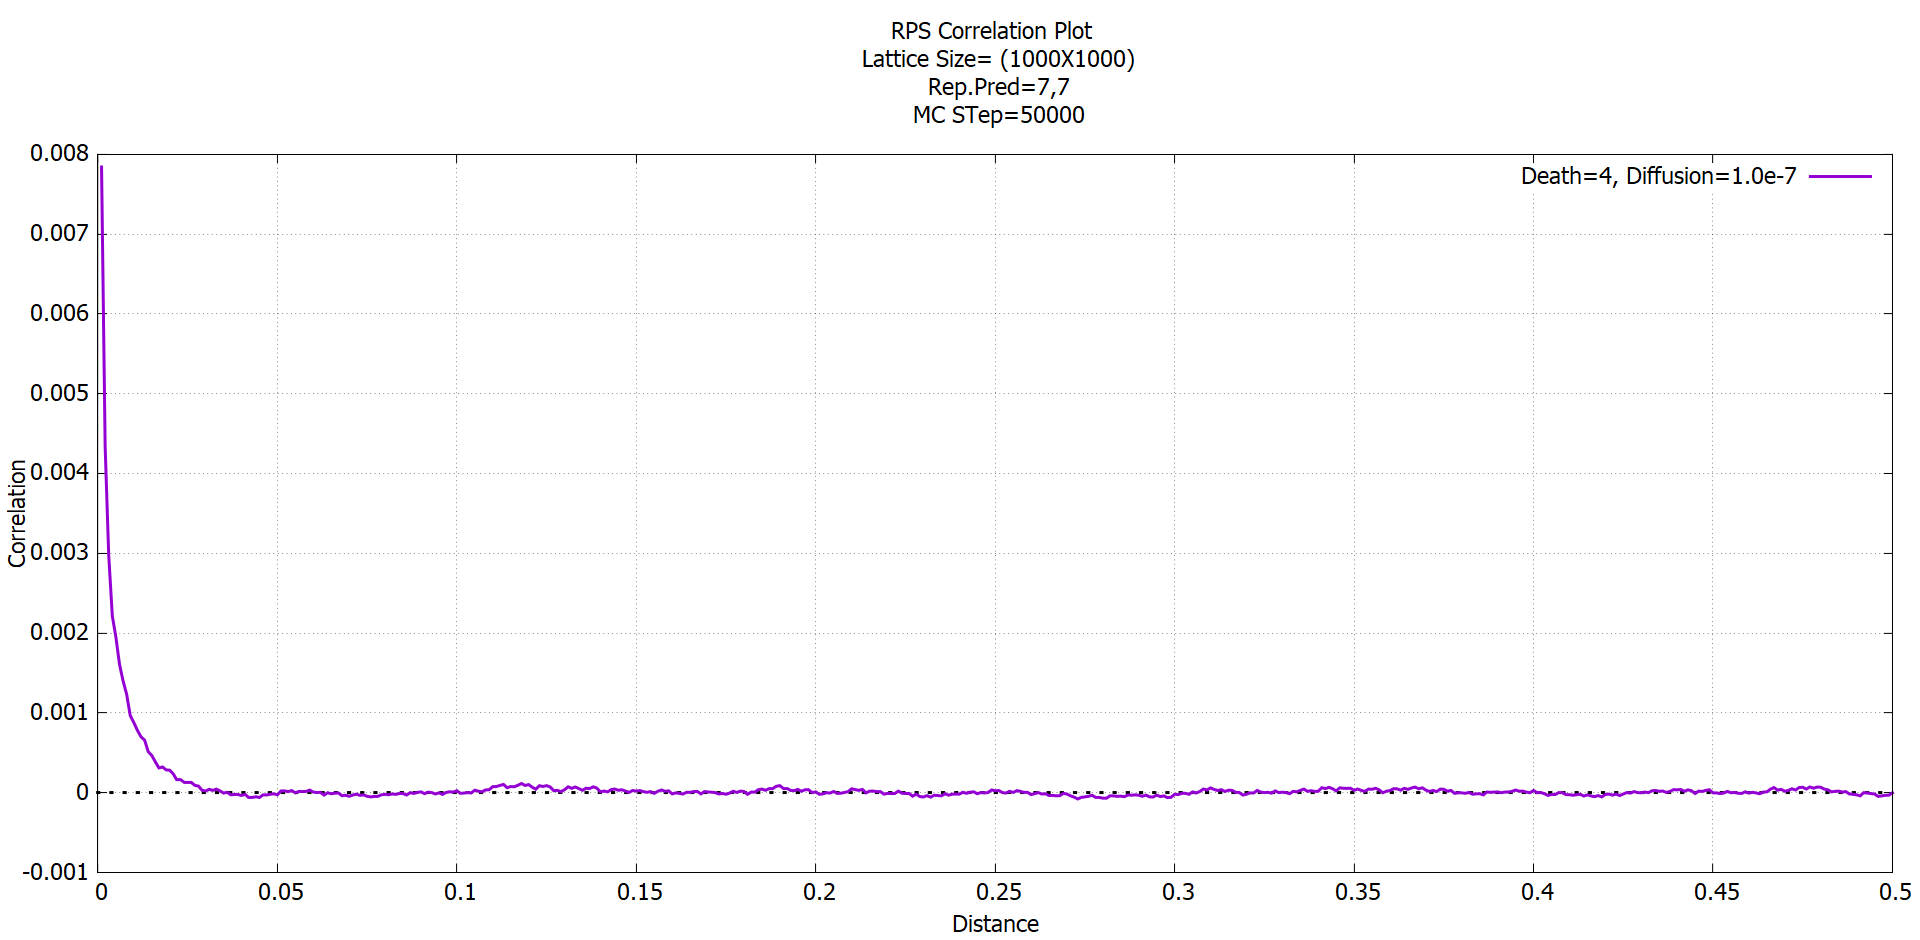 RPS Correlation Plot
Lattice Size= (1000X1000)
Rep.Pred=7,7
MC STep=50000
Death=4, Diffusion=1.0e-7
0.008
0.007
0.006
0.005
0.004
0.003
0.002
0.001
0
-0.001
Correlation
0 0.05 0.1 0.15 0.2 0.25 0.3 0.35 0.4 0.45 0.5
Distance